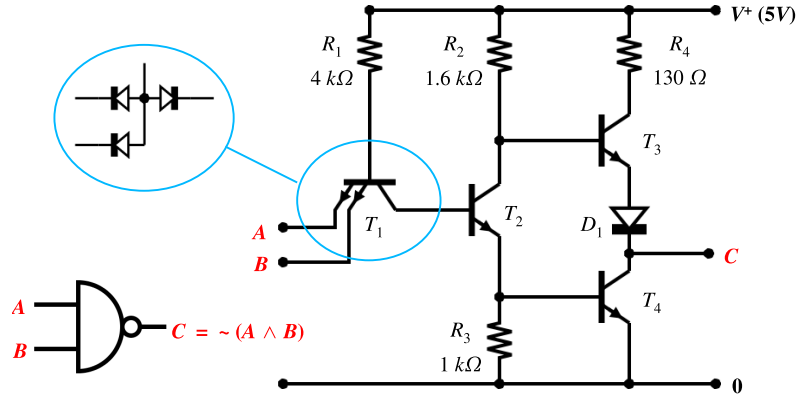 V⁺ (5V)
R₁
4 kΩ
R₂
1.6 kΩ
R₄
130 Ω
T₃
T₁
T₂
D₁
A
B
C
T₄
R₃
1 kΩ
0
A
B
C = ~ (A ∧ B)